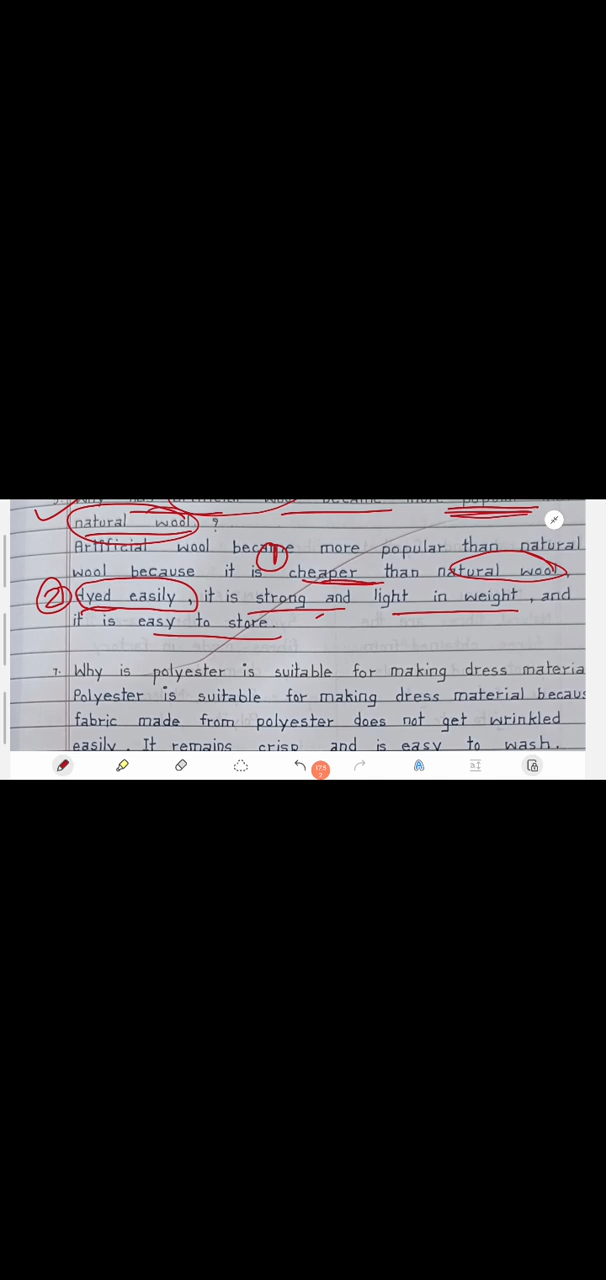 natural wool ?
Artificial wool became more popular than natural
wool because it is cheaper than natural wool,
dyed easily, it is strong and light in weight, and
it is easy to store.
7. Why is polyester is suitable for making dress materia
Polyester is suitable for making dress material becaus
fabric made from polyester does not get wrinkled
easily. It remains crisp and is easy to wash.